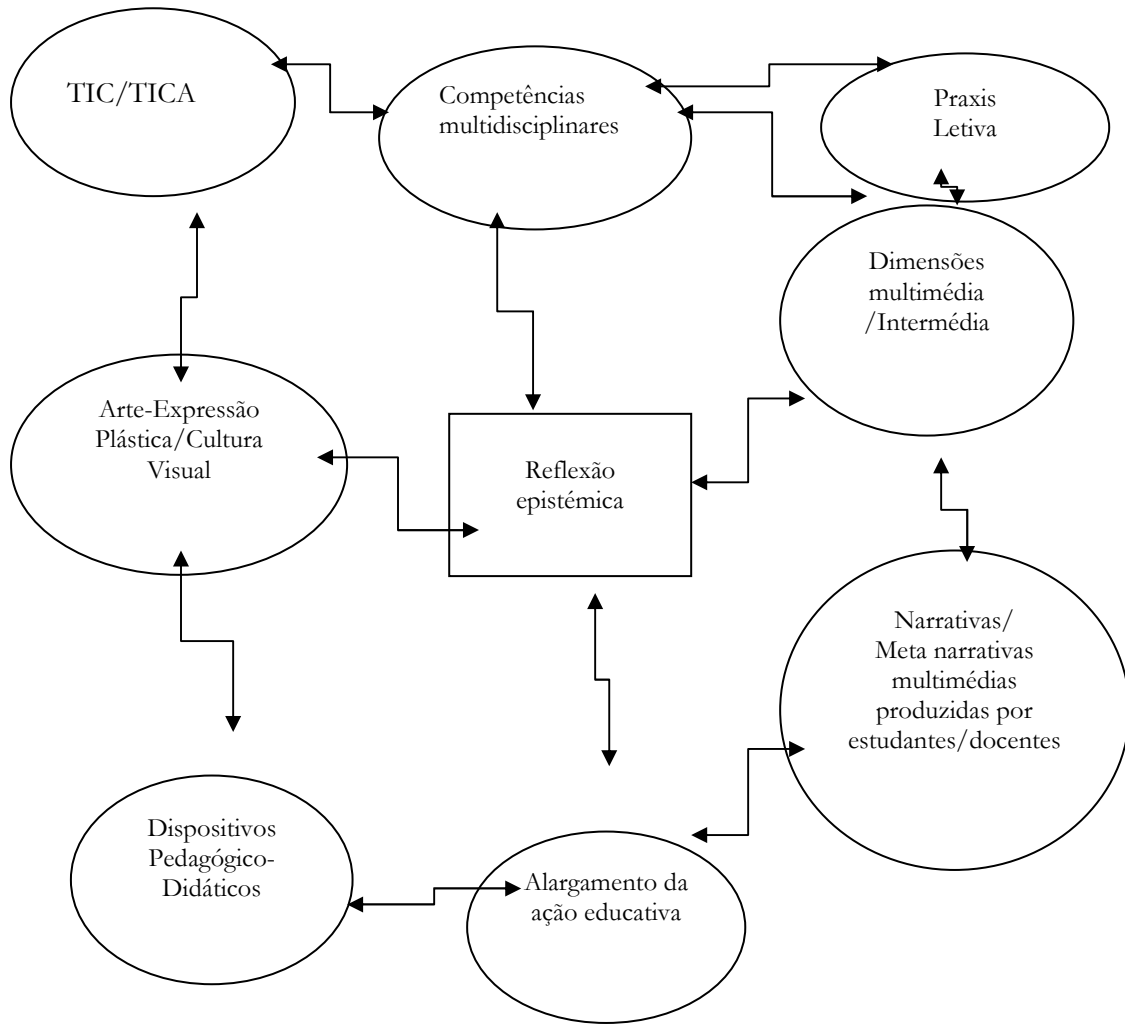 TIC/TICA
Competências
multidisciplinares
Praxis
Letiva
Dimensões
multimédia
/Intermédia
Arte-Expressão
Plástica/Cultura
Visual
Reflexão
epistémica
Narrativas/
Meta narrativas
multimédias
produzidas por
estudantes/docentes
Dispositivos
Pedagógico-
Didáticos
Alargamento da
ação educativa